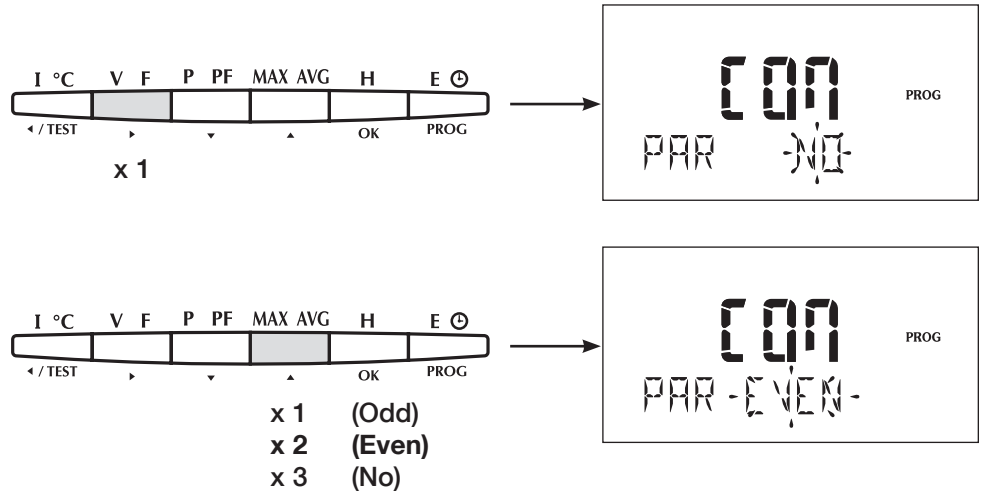 I °C V F P PF MAX AVG H E
/ TEST OK PROG
x 1
COM PROG
PAR NO
I °C V F P PF MAX AVG H E
/ TEST OK PROG
x 1 (Odd)
x 2 (Even)
x 3 (No)
COM PROG
PAR EVEN